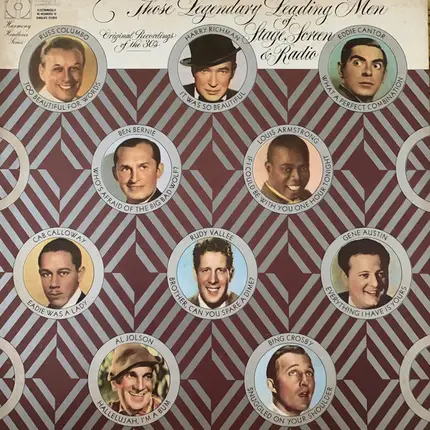 Harmony
Headliner
Series
Those Legendary Leading Men
of
Stage, Screen
& Radio
Original Recordings
of the 30's
RUSS COLUMBO
TOO BEAUTIFUL FOR WORDS
HARRY RICHMAN
I WAS SO BEAUTIFUL
EDDIE CANTOR
WHAT A PERFECT COMBINATION
BEN BERNIE
WHO'S AFRAID OF THE BIG BAD WOLF?
LOUIS ARMSTRONG
IF I COULD BE WITH YOU ONE HOUR TONIGHT
CAB CALLOWAY
EADIE WAS A LADY
RUDY VALLEE
BROTHER, CAN YOU SPARE A DIME?
GENE AUSTIN
EVERYTHING I HAVE IS YOURS
AL JOLSON
HALLELUJAH, I'M A BUM
BING CROSBY
SNUGGLED ON YOUR SHOULDER